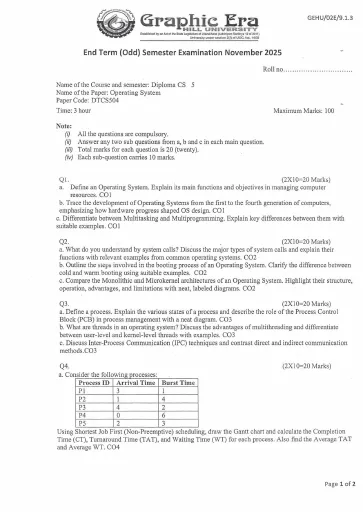 GEHU/02E/9.1.3
Graphic Era
HILL UNIVERSITY
End Term (Odd) Semester Examination November 2025
Roll no..............................
Name of the Course and semester: Diploma CS 5
Name of the Paper: Operating System
Paper Code: DTCS504
Time: 3 hour Maximum Marks: 100
Note:
(i) All the questions are compulsory.
(ii) Answer any two sub questions from a, b and c in each main question.
(iii) Total marks for each question is 20 (twenty).
(iv) Each sub-question carries 10 marks.
Q1. (2X10=20 Marks)
a. Define an Operating System. Explain its main functions and objectives in managing computer
resources. CO1
b. Trace the development of Operating Systems from the first to the fourth generation of computers,
emphasizing how hardware progress shaped OS design. CO1
c. Differentiate between Multitasking and Multiprogramming. Explain key differences between them with
suitable examples. CO1
Q2. (2X10=20 Marks)
a. What do you understand by system calls? Discuss the major types of system calls and explain their
functions with relevant examples from common operating systems. CO2
b. Outline the steps involved in the booting process of an Operating System. Clarify the difference between
cold and warm booting using suitable examples. CO2
c. Compare the Monolithic and Microkernel architectures of an Operating System. Highlight their structure,
operation, advantages, and limitations with neat, labeled diagrams. CO2
Q3. (2X10=20 Marks)
a. Define a process. Explain the various states of a process and describe the role of the Process Control
Block (PCB) in process management with a neat diagram. CO3
b. What are threads in an operating system? Discuss the advantages of multithreading and differentiate
between user-level and kernel-level threads with examples. CO3
c. Discuss Inter-Process Communication (IPC) techniques and contrast direct and indirect communication
methods.CO3
Q4. (2X10=20 Marks)
a. Consider the following processes:
Process ID Arrival Time Burst Time
P1 3 1
P2 1 4
P3 4 2
P4 0 6
P5 2 3
Using Shortest Job First (Non-Preemptive) scheduling, draw the Gantt chart and calculate the Completion
Time (CT), Turnaround Time (TAT), and Waiting Time (WT) for each process. Also find the Average TAT
and Average WT. CO4
Page 1 of 2